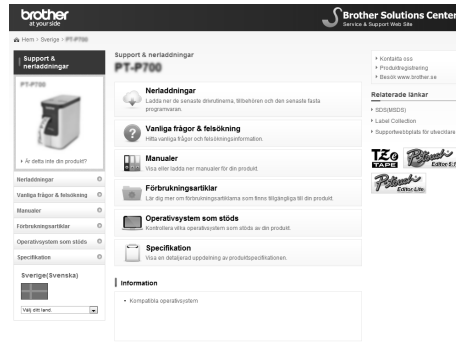 brother
at your side
Brother Solutions Center
Service & Support Web Site
Hem > Sverige > PT-P700
Support &
nerladdningar
PT-P700
Är detta inte din produkt?
Nerladdningar
Vanliga frågor & felsökning
Manualer
Förbrukningsartiklar
Operativsystem som stöds
Specifikation
Sverige(Svenska)
Välj ditt land.
Support & nerladdningar
PT-P700
Nerladdningar
Ladda ner de senaste drivrutinerna, tillbehören och den senaste fasta
programvaran.
Vanliga frågor & felsökning
Hitta vanliga frågor och felsökningsinformation.
Manualer
Visa eller ladda ner manualer för din produkt.
Förbrukningsartiklar
Lär dig mer om förbrukningsartiklarna som finns tillgängliga till din produkt.
Operativsystem som stöds
Kontrollera vilka operativsystem som stöds av din produkt.
Specifikation
Visa en detaljerad uppdelning av produktspecifikationen.
Information
Kompatibla operativsystem
Kontakta oss
Produktregistrering
Besök www.brother.se
Relaterade länkar
SDS(MSDS)
Label Collection
Supportwebbplats för utvecklare
TZe
TAPE
P-touch
Editor 5.1
P-touch
Editor Lite